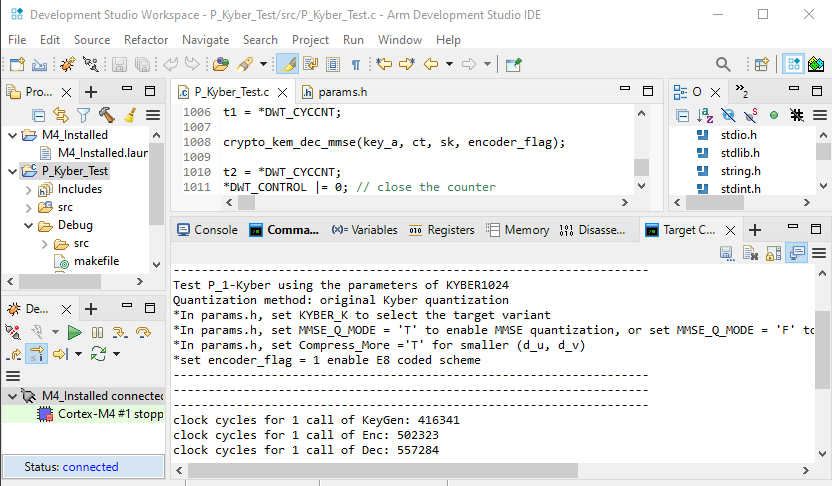 Development Studio Workspace - P_Kyber_Test/src/P_Kyber_Test.c - Arm Development Studio IDE
File Edit Source Refactor Navigate Search Project Run Window Help
Pro...
M4_Installed
M4_Installed.laun
P_Kyber_Test
Includes
src
Debug
src
makefile
P_Kyber_Test.c params.h
1006 t1 = *DWT_CYCCNT;
1007
1008 crypto_kem_dec_mmse(key_a, ct, sk, encoder_flag);
1009
1010 t2 = *DWT_CYCCNT;
1011 *DWT_CONTROL |= 0; // close the counter
O 2
stdio.h
stdlib.h
string.h
stdint.h
De...
M4_Installed connected
Cortex-M4 #1 stopp
Status: connected
Console Comma... Variables Registers Memory Disasse... Target C...
------------------------------------------------------------------
Test P_1-Kyber using the parameters of KYBER1024
Quantization method: original Kyber quantization
*In params.h, set KYBER_K to select the target variant
*In params.h, set MMSE_Q_MODE = 'T' to enable MMSE quantization, or set MMSE_Q_MODE = 'F' to
*In params.h, set Compress_More ='T' for smaller (d_u, d_v)
*set encoder_flag = 1 enable E8 coded scheme
------------------------------------------------------------------
------------------------------------------------------------------
------------------------------------------------------------------
clock cycles for 1 call of KeyGen: 416341
clock cycles for 1 call of Enc: 502323
clock cycles for 1 call of Dec: 557284